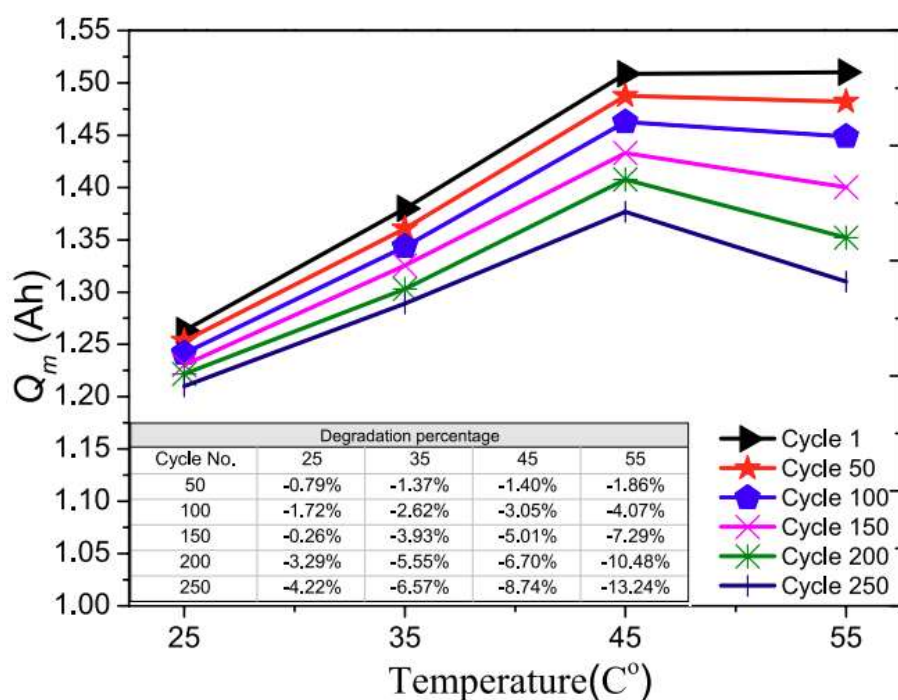 1.55
1.50
1.45
1.40
1.35
1.30
1.25
1.20
1.15
1.10
1.05
1.00
Qm (Ah)
Degradation percentage
Cycle No. 25 35 45 55
50 -0.79% -1.37% -1.40% -1.86%
100 -1.72% -2.62% -3.05% -4.07%
150 -0.26% -3.93% -5.01% -7.29%
200 -3.29% -5.55% -6.70% -10.48%
250 -4.22% -6.57% -8.74% -13.24%
Cycle 1
Cycle 50
Cycle 100
Cycle 150
Cycle 200
Cycle 250
25 35 45 55
Temperature(C°)